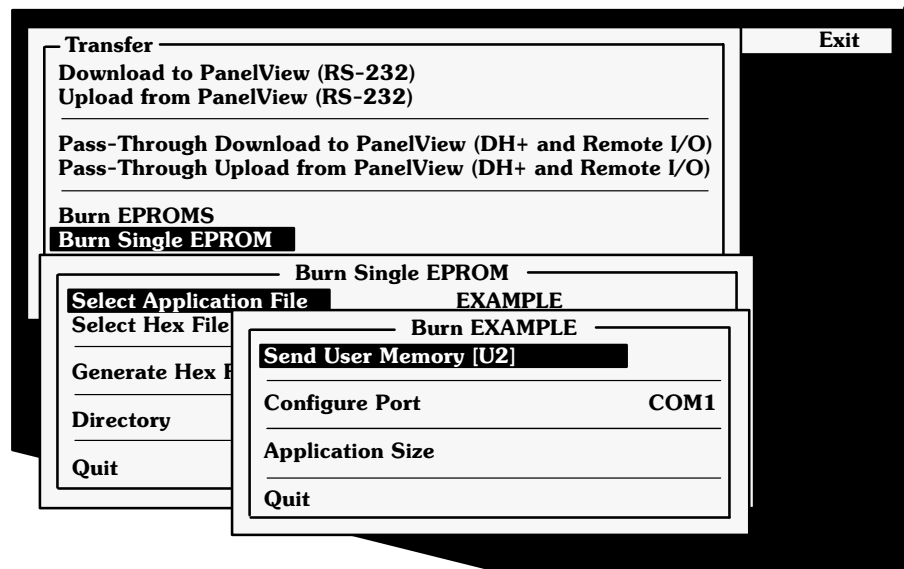 Exit
Transfer
Download to PanelView (RS-232)
Upload from PanelView (RS-232)
Pass-Through Download to PanelView (DH+ and Remote I/O)
Pass-Through Upload from PanelView (DH+ and Remote I/O)
Burn EPROMS
Burn Single EPROM
Burn Single EPROM
Select Application File EXAMPLE
Select Hex File
Generate Hex
Directory
Quit
Burn EXAMPLE
Send User Memory [U2]
Configure Port COM1
Application Size
Quit